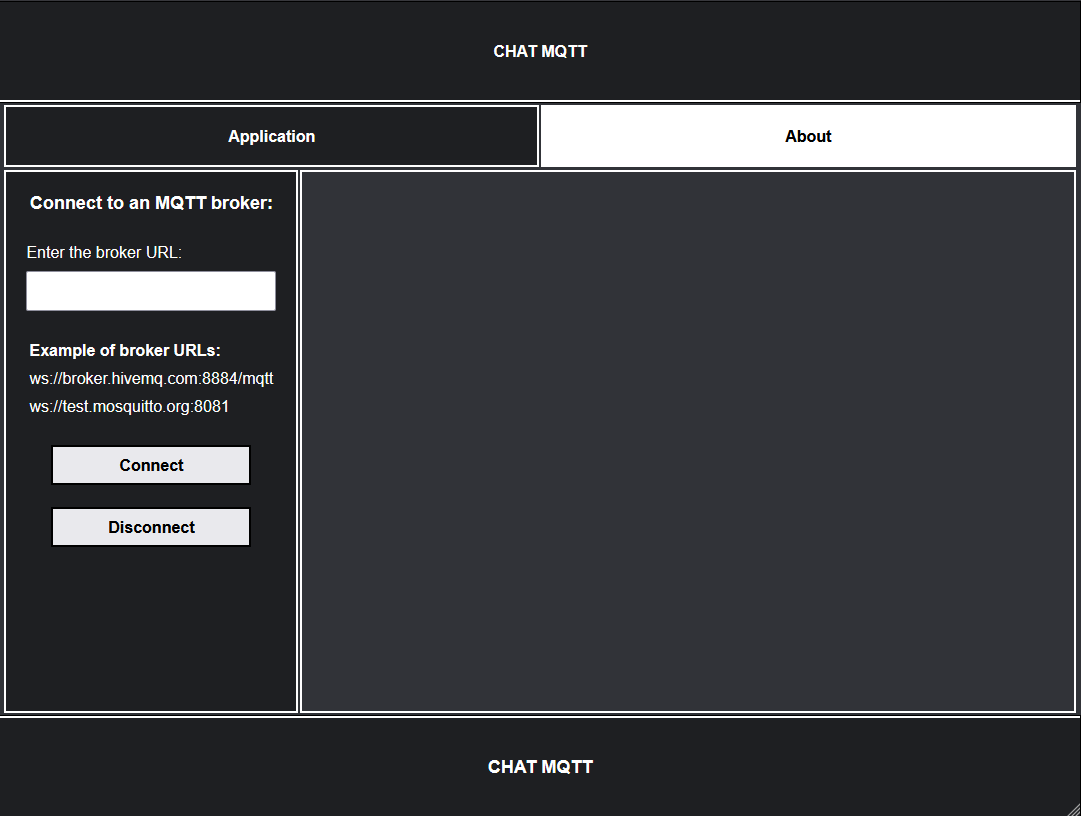 CHAT MQTT
Application
About
Connect to an MQTT broker:
Enter the broker URL:
Example of broker URLs:
ws://broker.hivemq.com:8884/mqtt
ws://test.mosquitto.org:8081
Connect
Disconnect
CHAT MQTT